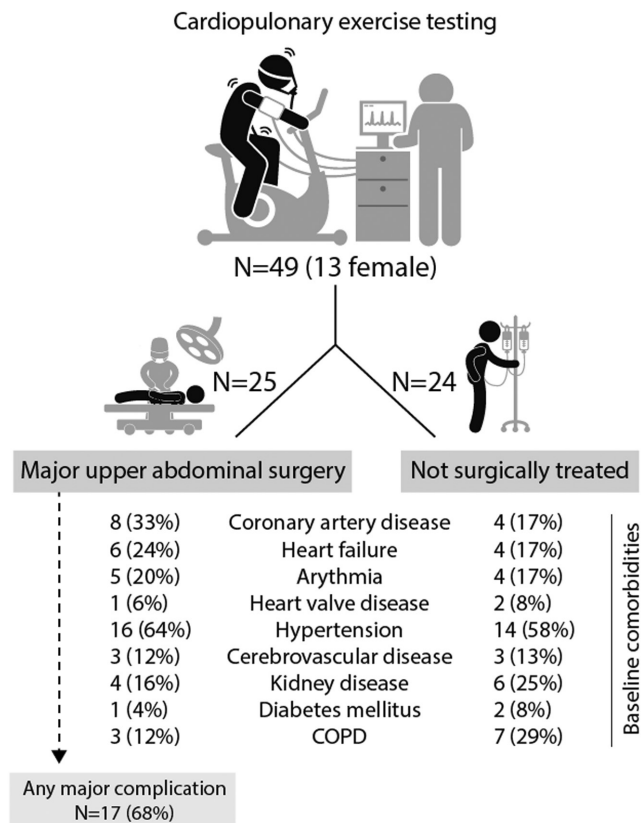 Cardiopulmonary exercise testing
N=49 (13 female)
N=25
N=24
Major upper abdominal surgery
Not surgically treated
8 (33%) Coronary artery disease 4 (17%)
6 (24%) Heart failure 4 (17%)
5 (20%) Arythmia 4 (17%)
1 (6%) Heart valve disease 2 (8%)
16 (64%) Hypertension 14 (58%)
3 (12%) Cerebrovascular disease 3 (13%)
4 (16%) Kidney disease 6 (25%)
1 (4%) Diabetes mellitus 2 (8%)
3 (12%) COPD 7 (29%)
Baseline comorbidities
Any major complication
N=17 (68%)